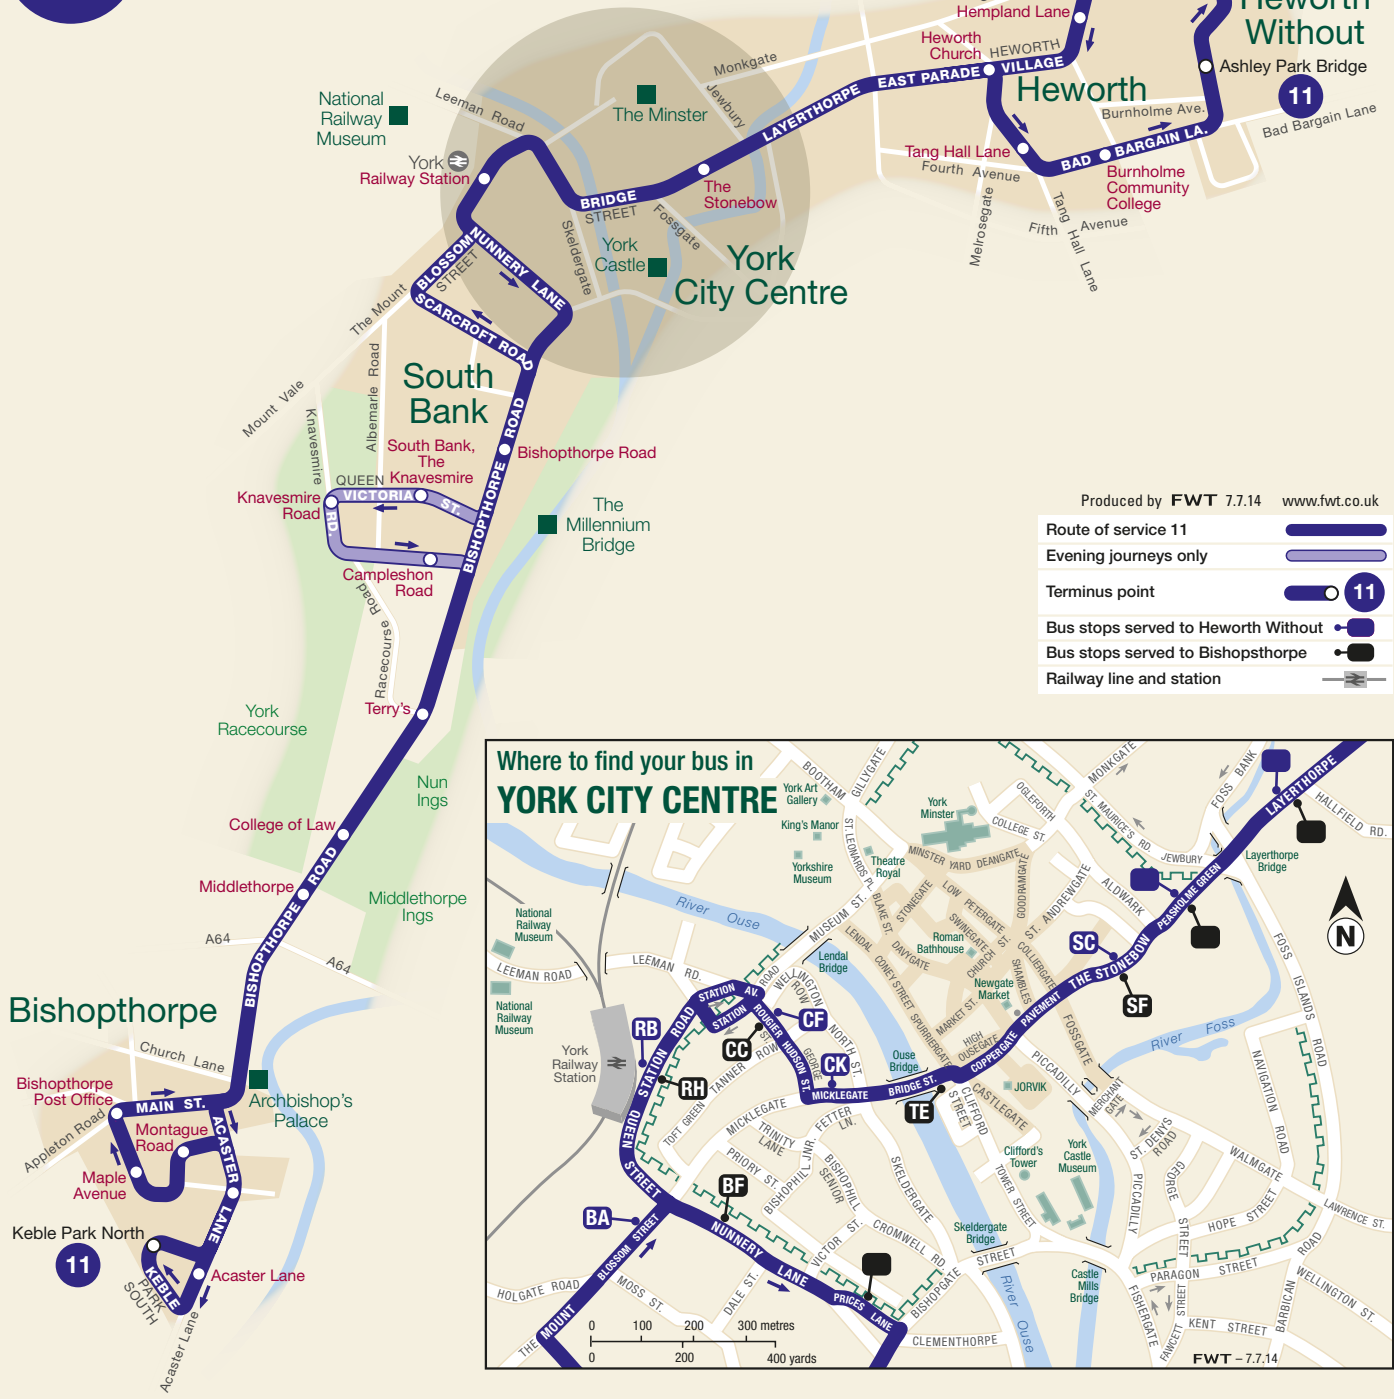 Heworth
Without
Hempland Lane
Heworth
Church
HEWORTH
VILLAGE
Heworth
Ashley Park Bridge
11
Burnholme Ave.
Bad Bargain Lane
BAD BARGAIN LA.
Monkgate
Jewbury
LAYERTHORPE
EAST PARADE
Tang Hall Lane
Fourth Avenue
Burnholme
Community
College
Melrosegate
Fifth Avenue
Tang Hall Lane
National
Railway
Museum
Leeman Road
The Minster
York
Railway Station
The
Stonebow
BRIDGE
STREET
Fossgate
Skeldergate
York
Castle
York
City Centre
BLOSSOM
STREET
NUNNERY LANE
SCARCROFT ROAD
The Mount
Mount Vale
Albemarle Road
Knavesmire
South
Bank
South Bank,
The
Knavesmire
BISHOPTHORPE ROAD
Bishopthorpe Road
QUEEN
VICTORIA
ST.
Knavesmire
Road
RD.
Campleshon
Road
Road
The
Millennium
Bridge
Racecourse
Terry's
York
Racecourse
Nun
Ings
College of Law
Middlethorpe
BISHOPTHORPE ROAD
Middlethorpe
Ings
A64
A64
Bishopthorpe
Church Lane
Bishopthorpe
Post Office
MAIN ST.
Archbishop's
Palace
Appleton Road
Montague
Road
ACASTER LANE
Maple
Avenue
Keble Park North
11
KEBLE
PARK
SOUTH
Acaster Lane
Acaster Lane
Produced by FWT 7.7.14 www.fwt.co.uk
Route of service 11
Evening journeys only
Terminus point
11
Bus stops served to Heworth Without
Bus stops served to Bishopsthorpe
Railway line and station
Where to find your bus in
YORK CITY CENTRE
BOOTHAM
GILLYGATE
York Art
Gallery
King's Manor
Yorkshire
Museum
ST. LEONARDS PL.
Theatre
Royal
York
Minster
OGLEFORTH
COLLEGE ST.
MINSTER YARD
DEANGATE
MONKGATE
ST. MAURICE'S RD.
JEWBURY
FOSS BANK
LAYERTHORPE
HALLFIELD RD.
Layerthorpe
Bridge
PEASHOLME GREEN
ALDWARK
ST. ANDREWGATE
GOODRAMGATE
LOW PETERGATE
STONEGATE
BLAKE ST.
SWINEGATE
CHURCH ST.
Roman
Bathhouse
DAVYGATE
LENDAL
CONEY STREET
MUSEUM ST.
COLLIERGATE
SHAMBLES
Newgate
Market
MARKET ST.
SPURRIERGATE
HIGH
OUSEGATE
PAVEMENT
THE STONEBOW
SC
SF
FOSSGATE
COPPERGATE
PICCADILLY
N
FOSS ISLANDS ROAD
River Foss
River Ouse
National
Railway
Museum
LEEMAN ROAD
National
Railway
Museum
LEEMAN RD.
Lendal
Bridge
STATION ROAD
STATION AV.
STATION
ROAD
WELLINGTON
ROW
ROUGIER
ST.
CF
CC
RB
RH
York
Railway
Station
HUDSON ST.
GEORGE
NORTH ST.
TANNER ROW
CK
Ouse
Bridge
MICKLEGATE
BRIDGE ST.
TE
JORVIK
CASTLEGATE
CLIFFORD
STREET
MERCHANT
GATE
QUEEN STREET
TOFT GREEN
MICKLEGATE
TRINITY
LANE
FETTER
LN.
PRIORY ST.
BISHOPHILL JNR.
BISHOPHILL
SENIOR
SKELDERGATE
BF
BA
BLOSSOM STREET
NUNNERY LANE
VICTOR ST.
CROMWELL RD.
Clifford's
Tower
TOWER STREET
York
Castle
Museum
ST. DENYS
ROAD
GEORGE STREET
PICCADILLY
WALMGATE
NAVIGATION ROAD
HOPE STREET
LAWRENCE ST.
Skeldergate
Bridge
STREET
BISHOPGATE
River Ouse
Castle
Mills
Bridge
PARAGON STREET
FISHERGATE
FAWCETT STREET
KENT STREET
BARBICAN ROAD
WELLINGTON ST.
HOLGATE ROAD
MOSS ST.
DALE ST.
PRICES LANE
THE MOUNT
CLEMENTHORPE
0 100 200 300 metres
0 200 400 yards
FWT – 7.7.14